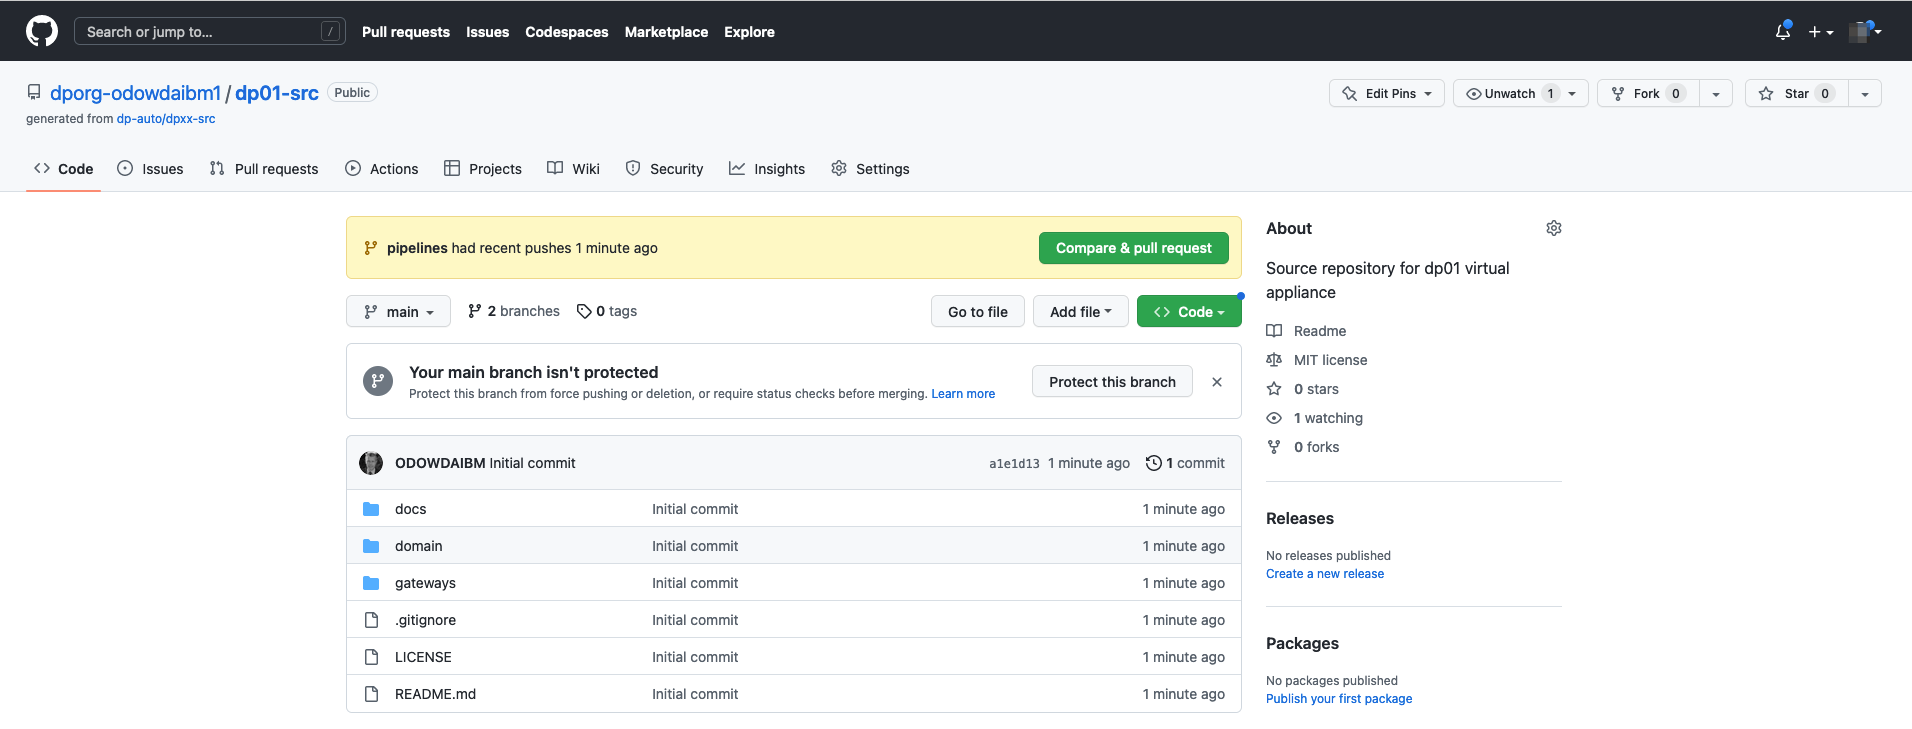 Search or jump to... /
Pull requests Issues Codespaces Marketplace Explore
dporg-odowdaibm1 / dp01-src Public
Edit Pins Unwatch 1 Fork 0 Star 0
generated from dp-auto/dpxx-src
Code Issues Pull requests Actions Projects Wiki Security Insights Settings
pipelines had recent pushes 1 minute ago
Compare & pull request
main 2 branches 0 tags
Go to file Add file Code
Your main branch isn't protected
Protect this branch from force pushing or deletion, or require status checks before merging. Learn more
Protect this branch
ODOWDAIBM Initial commit a1e1d13 1 minute ago 1 commit
docs Initial commit 1 minute ago
domain Initial commit 1 minute ago
gateways Initial commit 1 minute ago
.gitignore Initial commit 1 minute ago
LICENSE Initial commit 1 minute ago
README.md Initial commit 1 minute ago
About
Source repository for dp01 virtual
appliance
Readme
MIT license
0 stars
1 watching
0 forks
Releases
No releases published
Create a new release
Packages
No packages published
Publish your first package